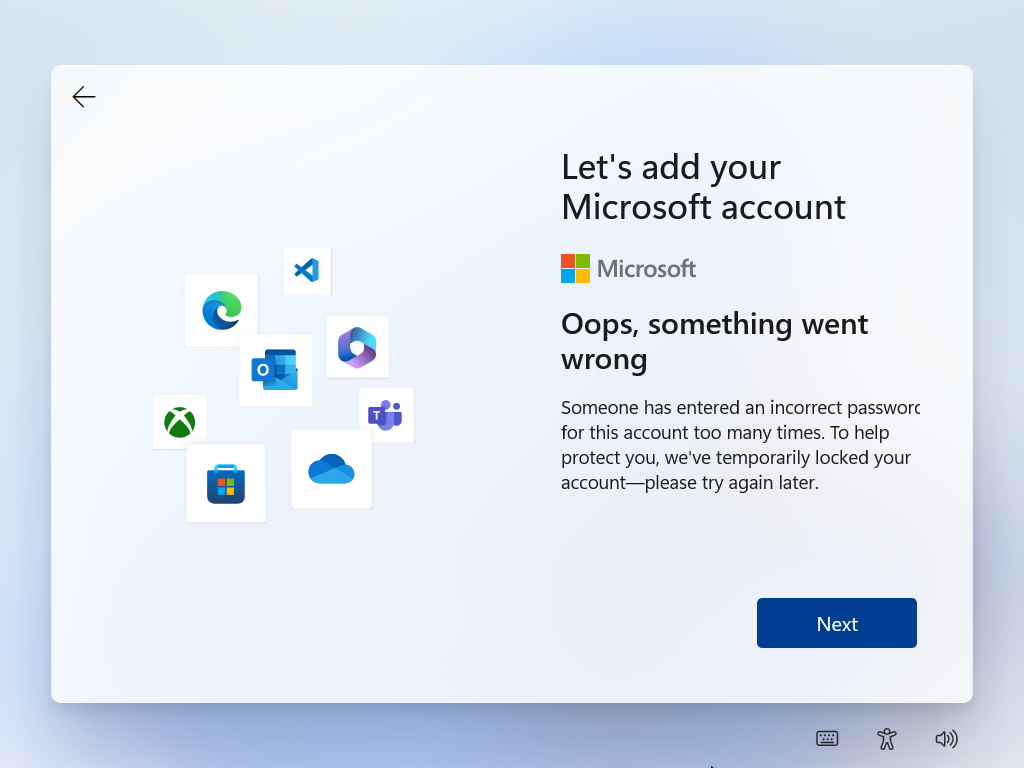 Let's add your
Microsoft account
Microsoft
Oops, something went
wrong
Someone has entered an incorrect password
for this account too many times. To help
protect you, we've temporarily locked your
account—please try again later.
Next